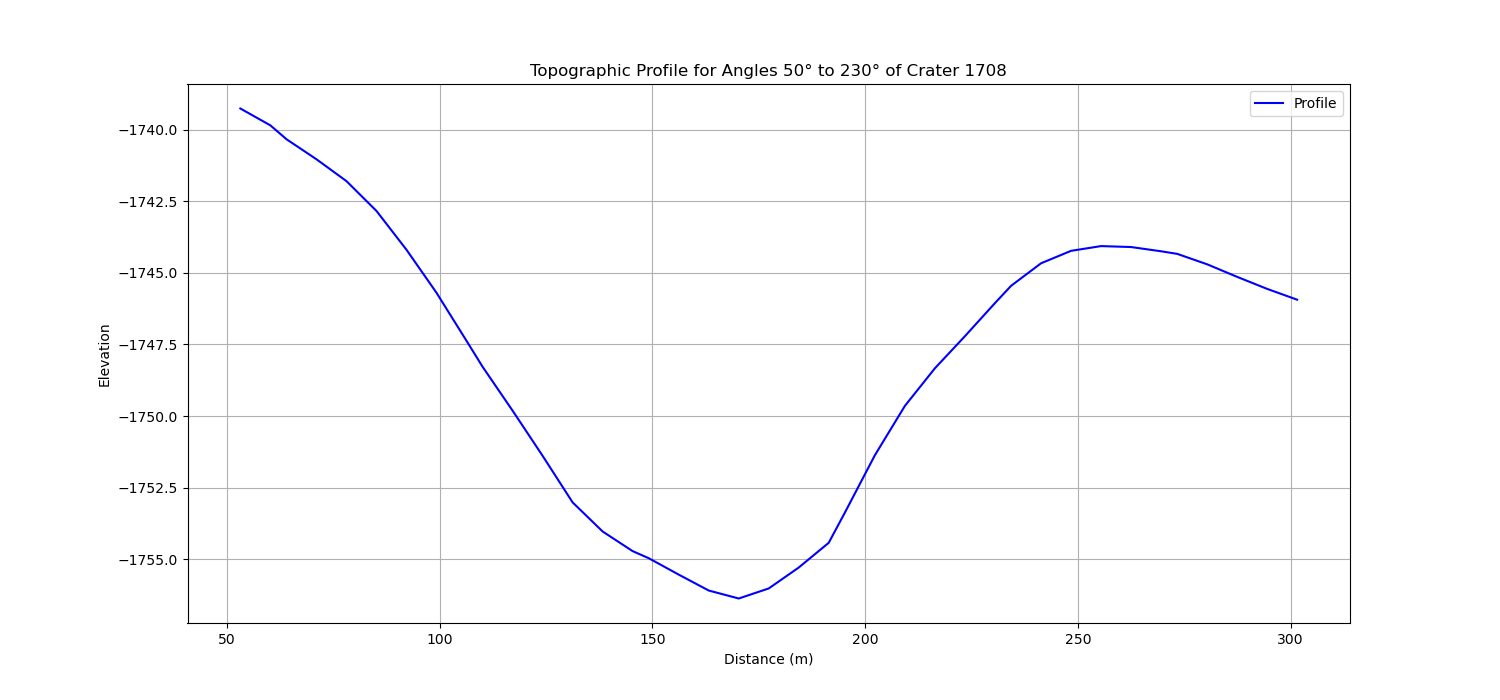 Topographic Profile for Angles 50° to 230° of Crater 1708
Profile
−1740.0
−1742.5
−1745.0
−1747.5
−1750.0
−1752.5
−1755.0
Elevation
50 100 150 200 250 300
Distance (m)